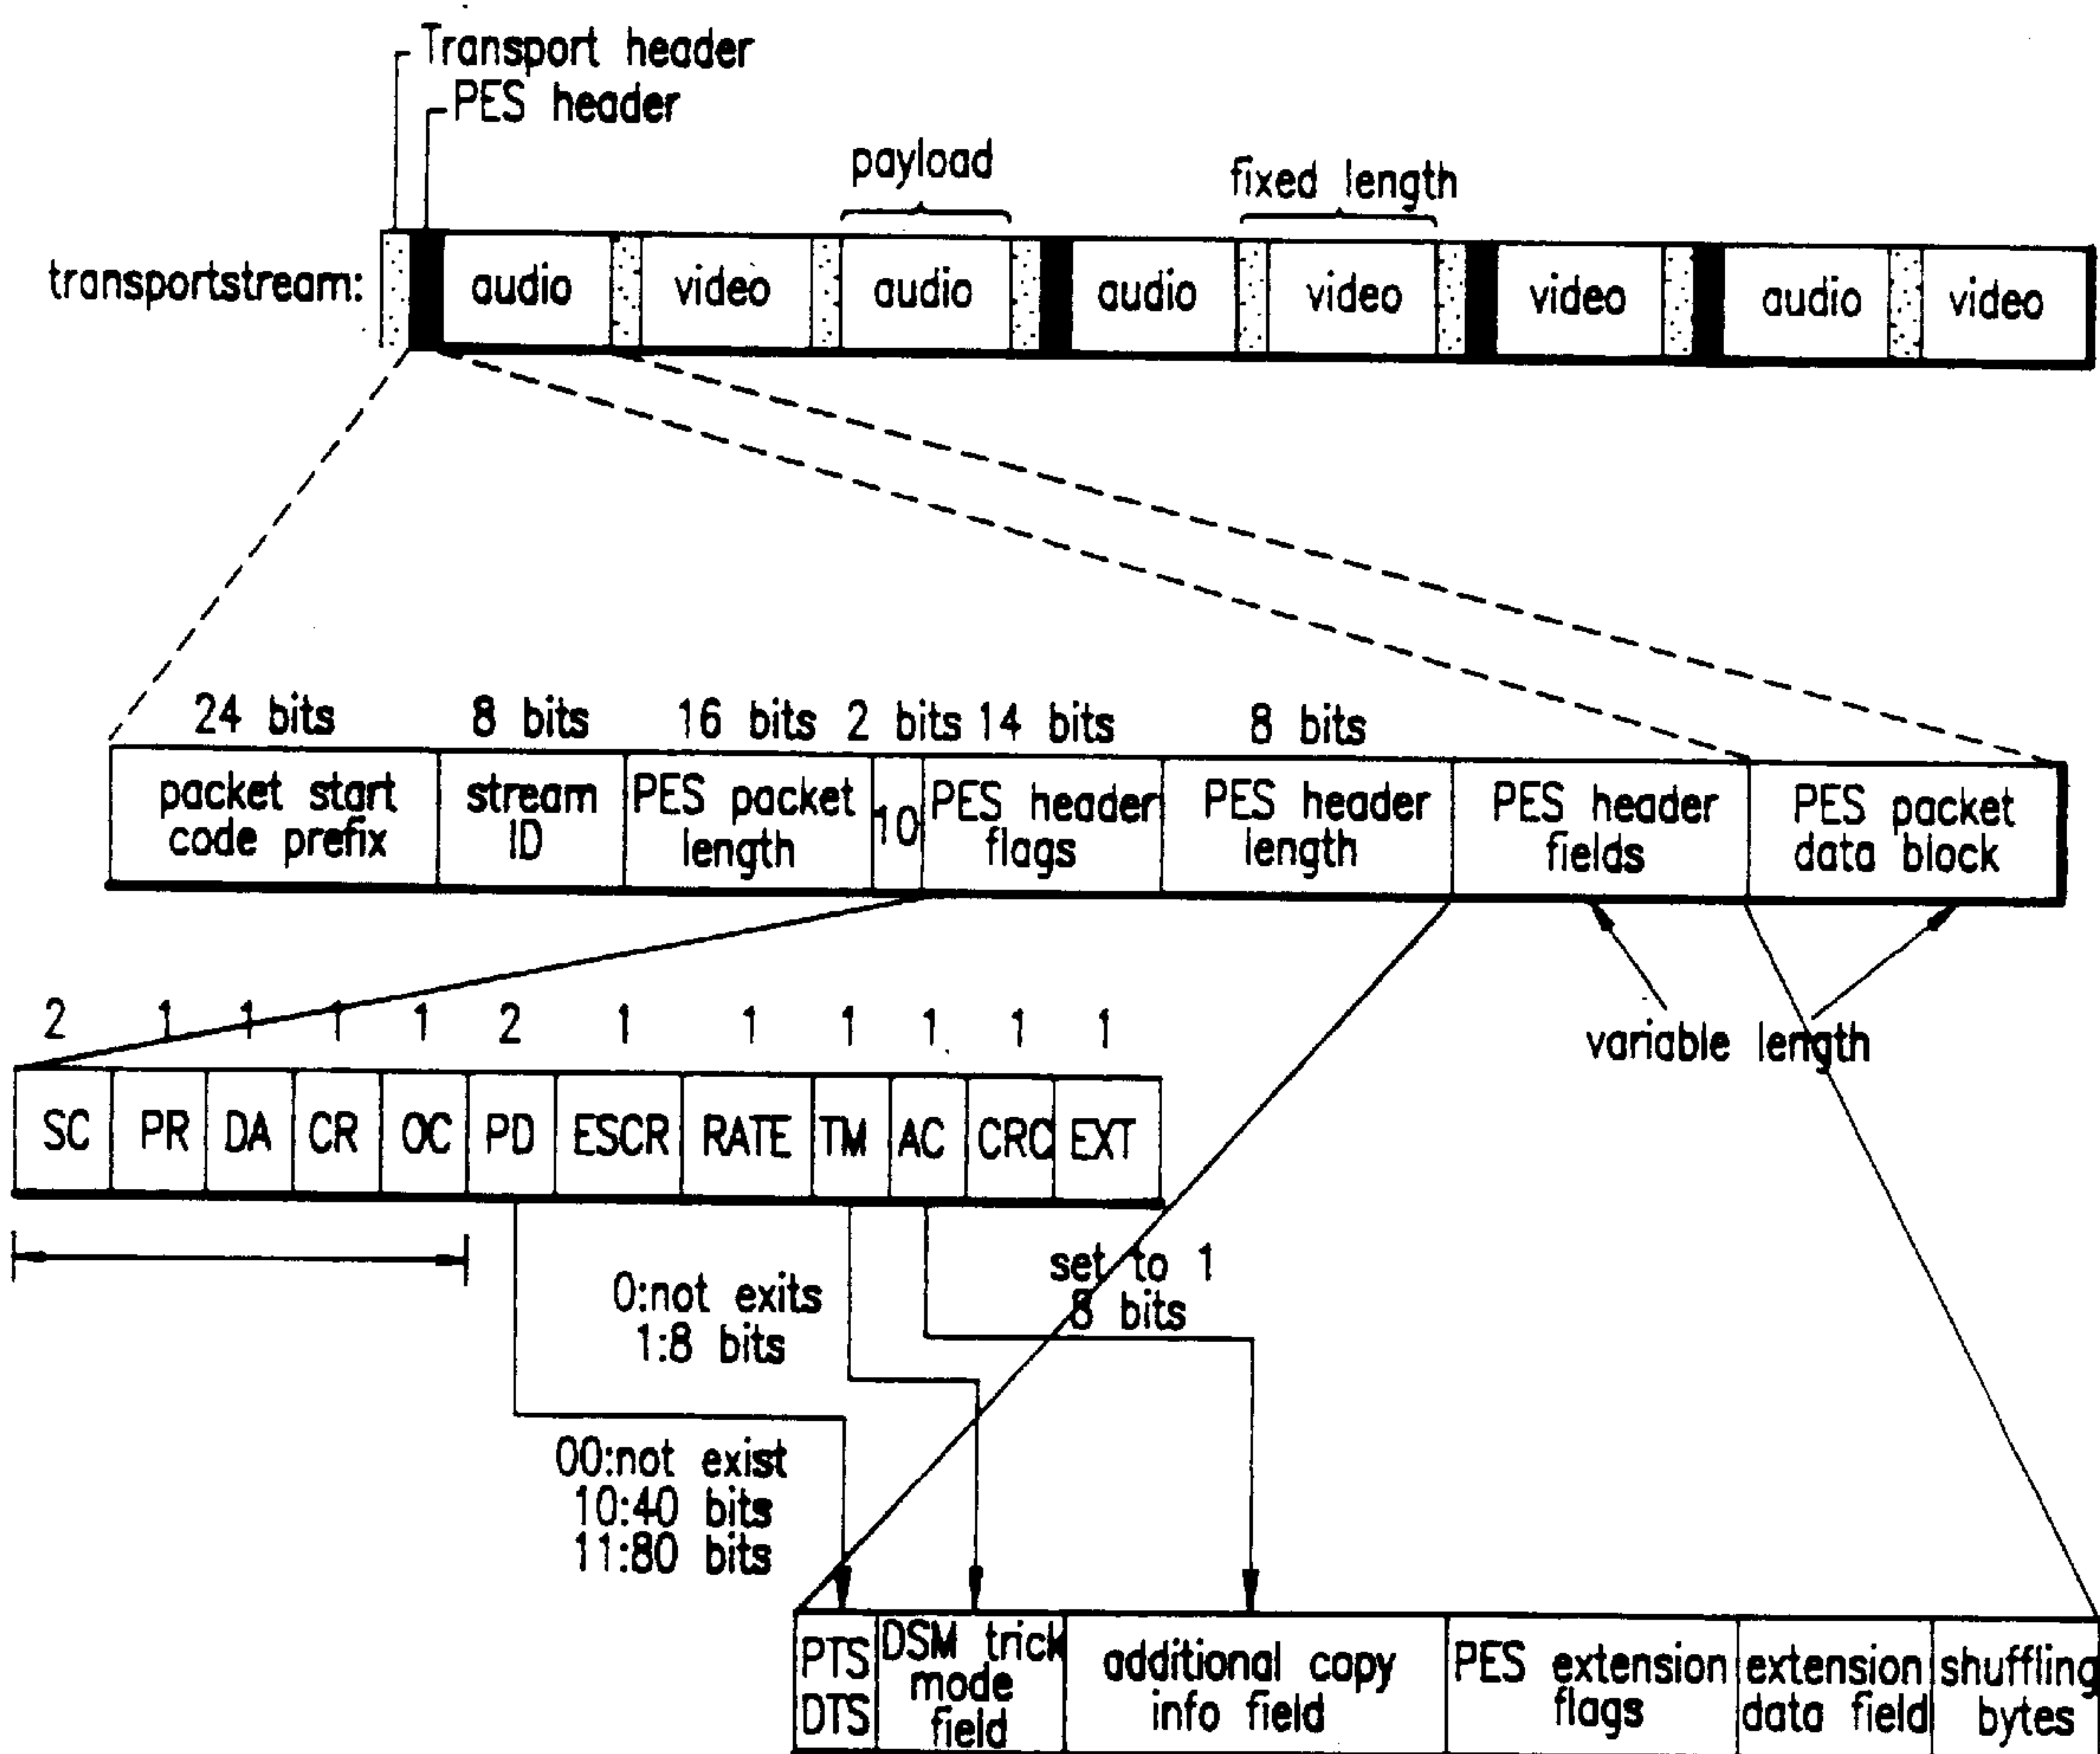 Transport header
PES header
payload
fixed length
transportstream:
audio
video
audio
audio
video
video
audio
video
24 bits
8 bits
16 bits
2 bits
14 bits
8 bits
packet start
code prefix
stream
ID
PES packet
length
10
PES header
flags
PES header
length
PES header
fields
PES packet
data block
variable length
2
1
1
1
1
2
1
1
1
1
1
1
SC
PR
DA
CR
OC
PD
ESCR
RATE
TM
AC
CRC
EXT
set to 1
8 bits
0:not exits
1:8 bits
00:not exist
10:40 bits
11:80 bits
PTS
DTS
DSM trick
mode
field
additional copy
info field
PES extension
flags
extension
data field
shuffling
bytes